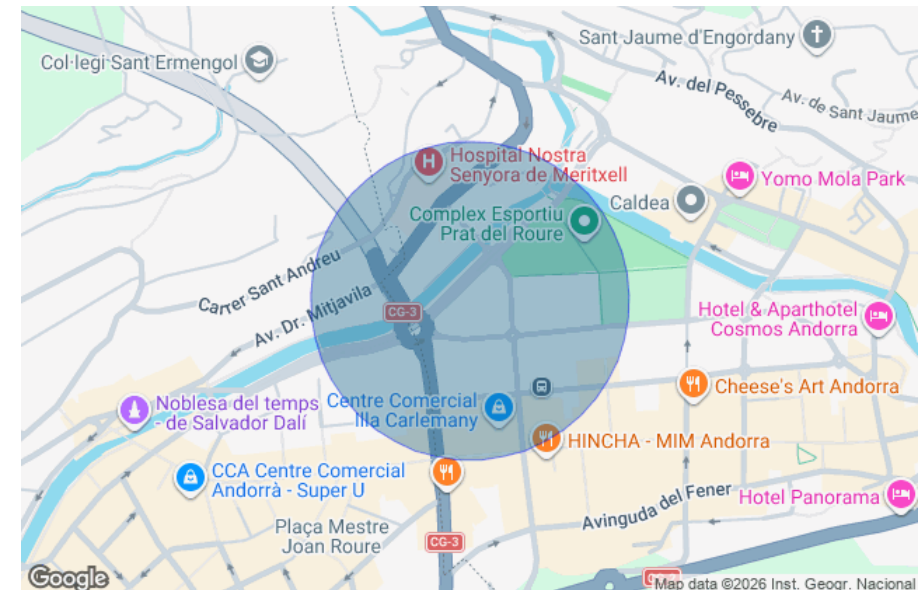 Sant Jaume d'Engordany
Col·legi Sant Ermengol
Av. del Pessebre
Av. de Sant Jaume
Hospital Nostra
Senyora de Meritxell
Yomo Mola Park
Caldea
Complex Esportiu
Prat del Roure
Carrer Sant Andreu
Av. Dr. Mitjavila
CG-3
Hotel & Aparthotel
Cosmos Andorra
Cheese's Art Andorra
Noblesa del temps
- de Salvador Dalí
Centre Comercial
Illa Carlemany
HINCHA - MIM Andorra
CCA Centre Comercial
Andorrà - Super U
Hotel Panorama
Avinguda del Fener
Plaça Mestre
Joan Roure
CG-3
Google
Map data ©2026 Inst. Geogr. Nacional